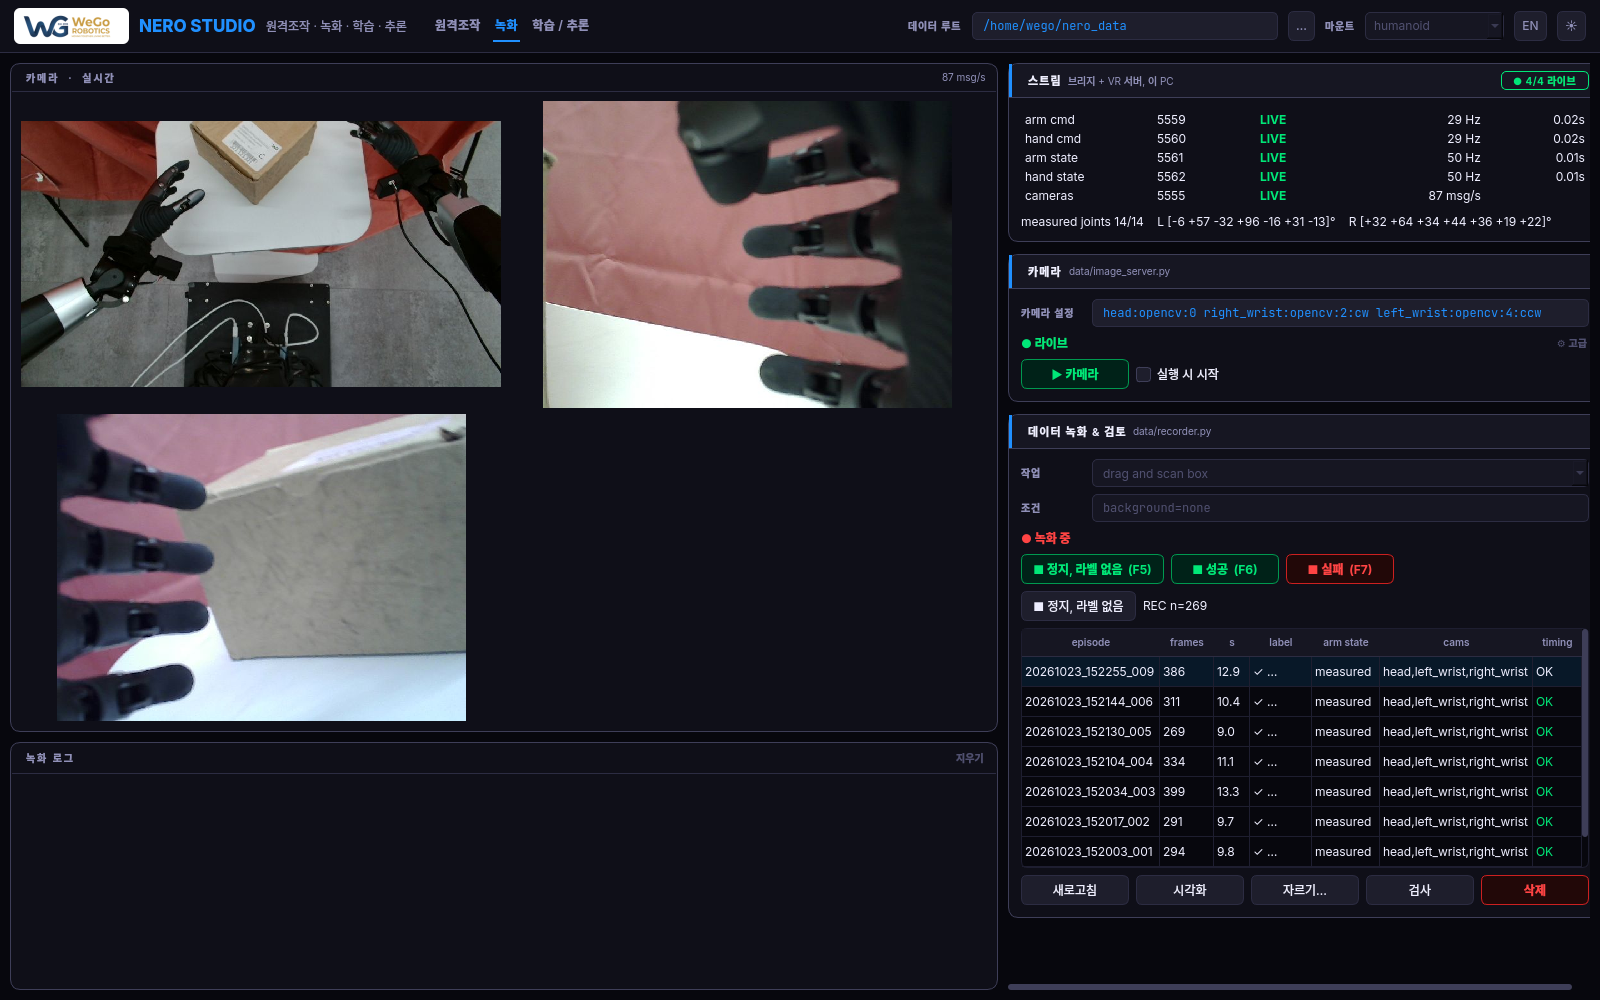 WG WeGo ROBOTICS NERO STUDIO 원격조작 · 녹화 · 학습 · 추론 원격조작 녹화 학습 / 추론 데이터 루트 /home/wego/nero_data ... 마운트 humanoid EN
카메라 · 실시간 87 msg/s
스트림 브리지 + VR 서버, 이 PC ● 4/4 라이브
arm cmd 5559 LIVE 29 Hz 0.02s
hand cmd 5560 LIVE 29 Hz 0.02s
arm state 5561 LIVE 50 Hz 0.01s
hand state 5562 LIVE 50 Hz 0.01s
cameras 5555 LIVE 87 msg/s
measured joints 14/14 L [-6 +57 -32 +96 -16 +31 -13]° R [+32 +64 +34 +44 +36 +19 +22]°
카메라 data/image_server.py
카메라 설정 head:opencv:0 right_wrist:opencv:2:cw left_wrist:opencv:4:ccw
● 라이브 ⚙ 고급
▶ 카메라 실행 시 시작
데이터 녹화 & 검토 data/recorder.py
작업 drag and scan box
조건 background=none
● 녹화 중
■ 정지, 라벨 없음 (F5) ■ 성공 (F6) ■ 실패 (F7)
■ 정지, 라벨 없음 REC n=269
episode frames s label arm state cams timing
20261023_152255_009 386 12.9 ✓ ... measured head,left_wrist,right_wrist OK
20261023_152144_006 311 10.4 ✓ ... measured head,left_wrist,right_wrist OK
20261023_152130_005 269 9.0 ✓ ... measured head,left_wrist,right_wrist OK
20261023_152104_004 334 11.1 ✓ ... measured head,left_wrist,right_wrist OK
20261023_152034_003 399 13.3 ✓ ... measured head,left_wrist,right_wrist OK
20261023_152017_002 291 9.7 ✓ ... measured head,left_wrist,right_wrist OK
20261023_152003_001 294 9.8 ✓ ... measured head,left_wrist,right_wrist OK
새로고침 시각화 자르기... 검사 삭제
녹화 로그 지우기